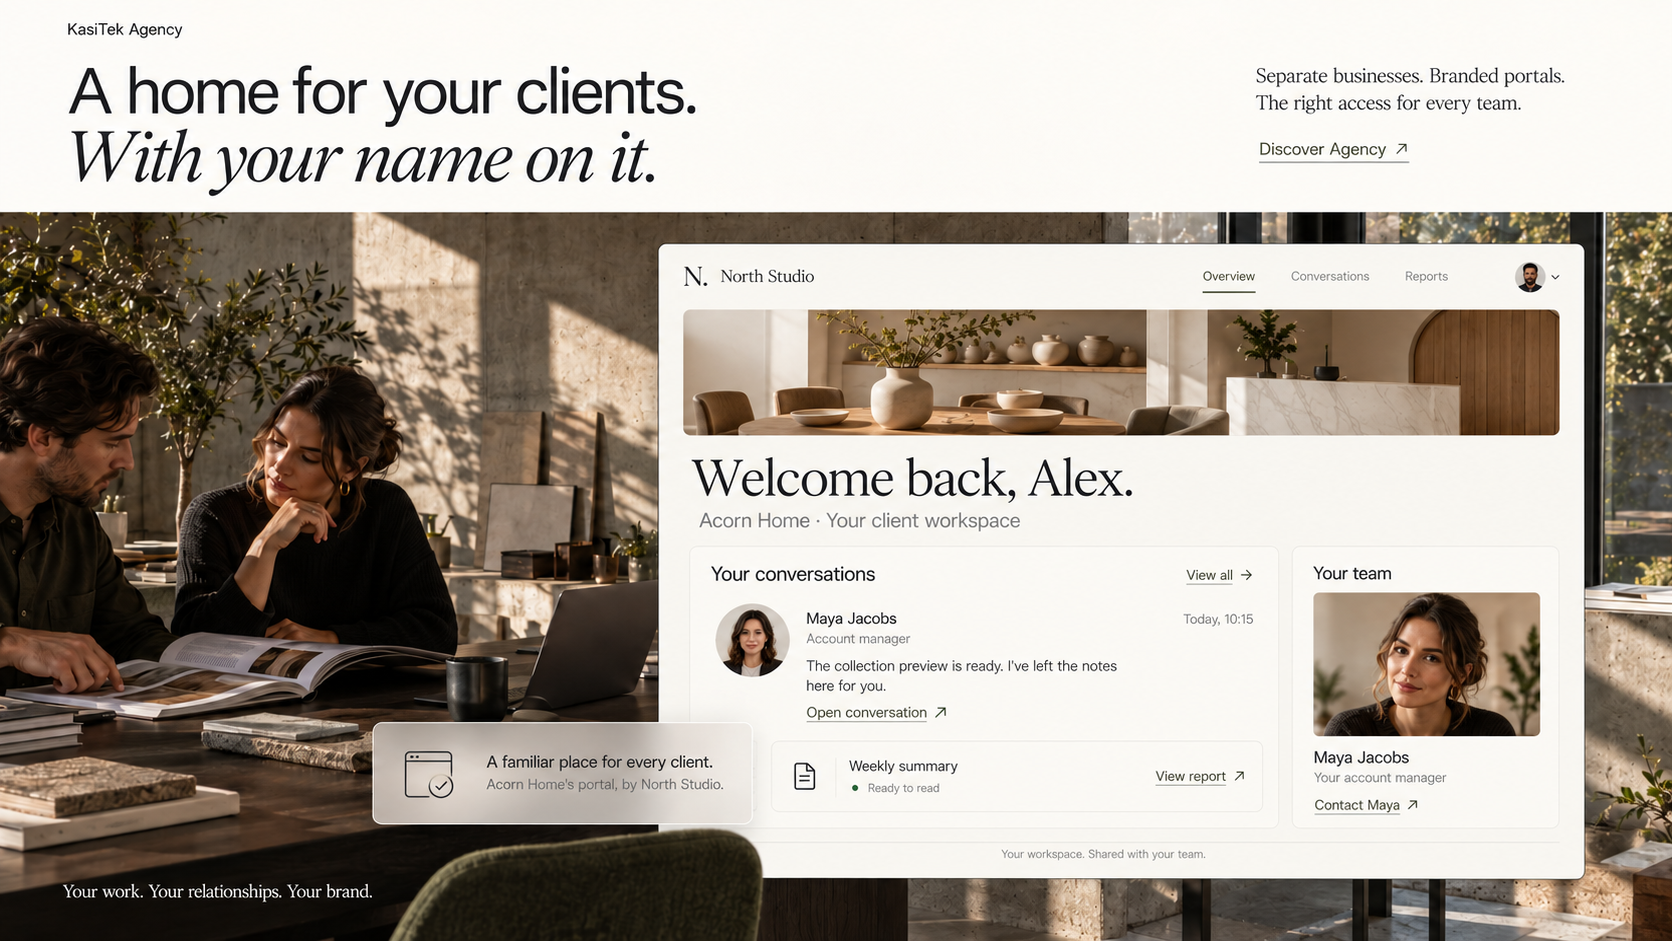 KasiTek Agency
A home for your clients.
With your name on it.
Separate businesses. Branded portals.
The right access for every team.
Discover Agency ↗
N. North Studio
Overview
Conversations
Reports
Welcome back, Alex.
Acorn Home · Your client workspace
Your conversations
View all →
Maya Jacobs
Today, 10:15
Account manager
The collection preview is ready. I've left the notes
here for you.
Open conversation ↗
Weekly summary
Ready to read
View report ↗
Your team
Maya Jacobs
Your account manager
Contact Maya ↗
A familiar place for every client.
Acorn Home's portal, by North Studio.
Your workspace. Shared with your team.
Your work. Your relationships. Your brand.